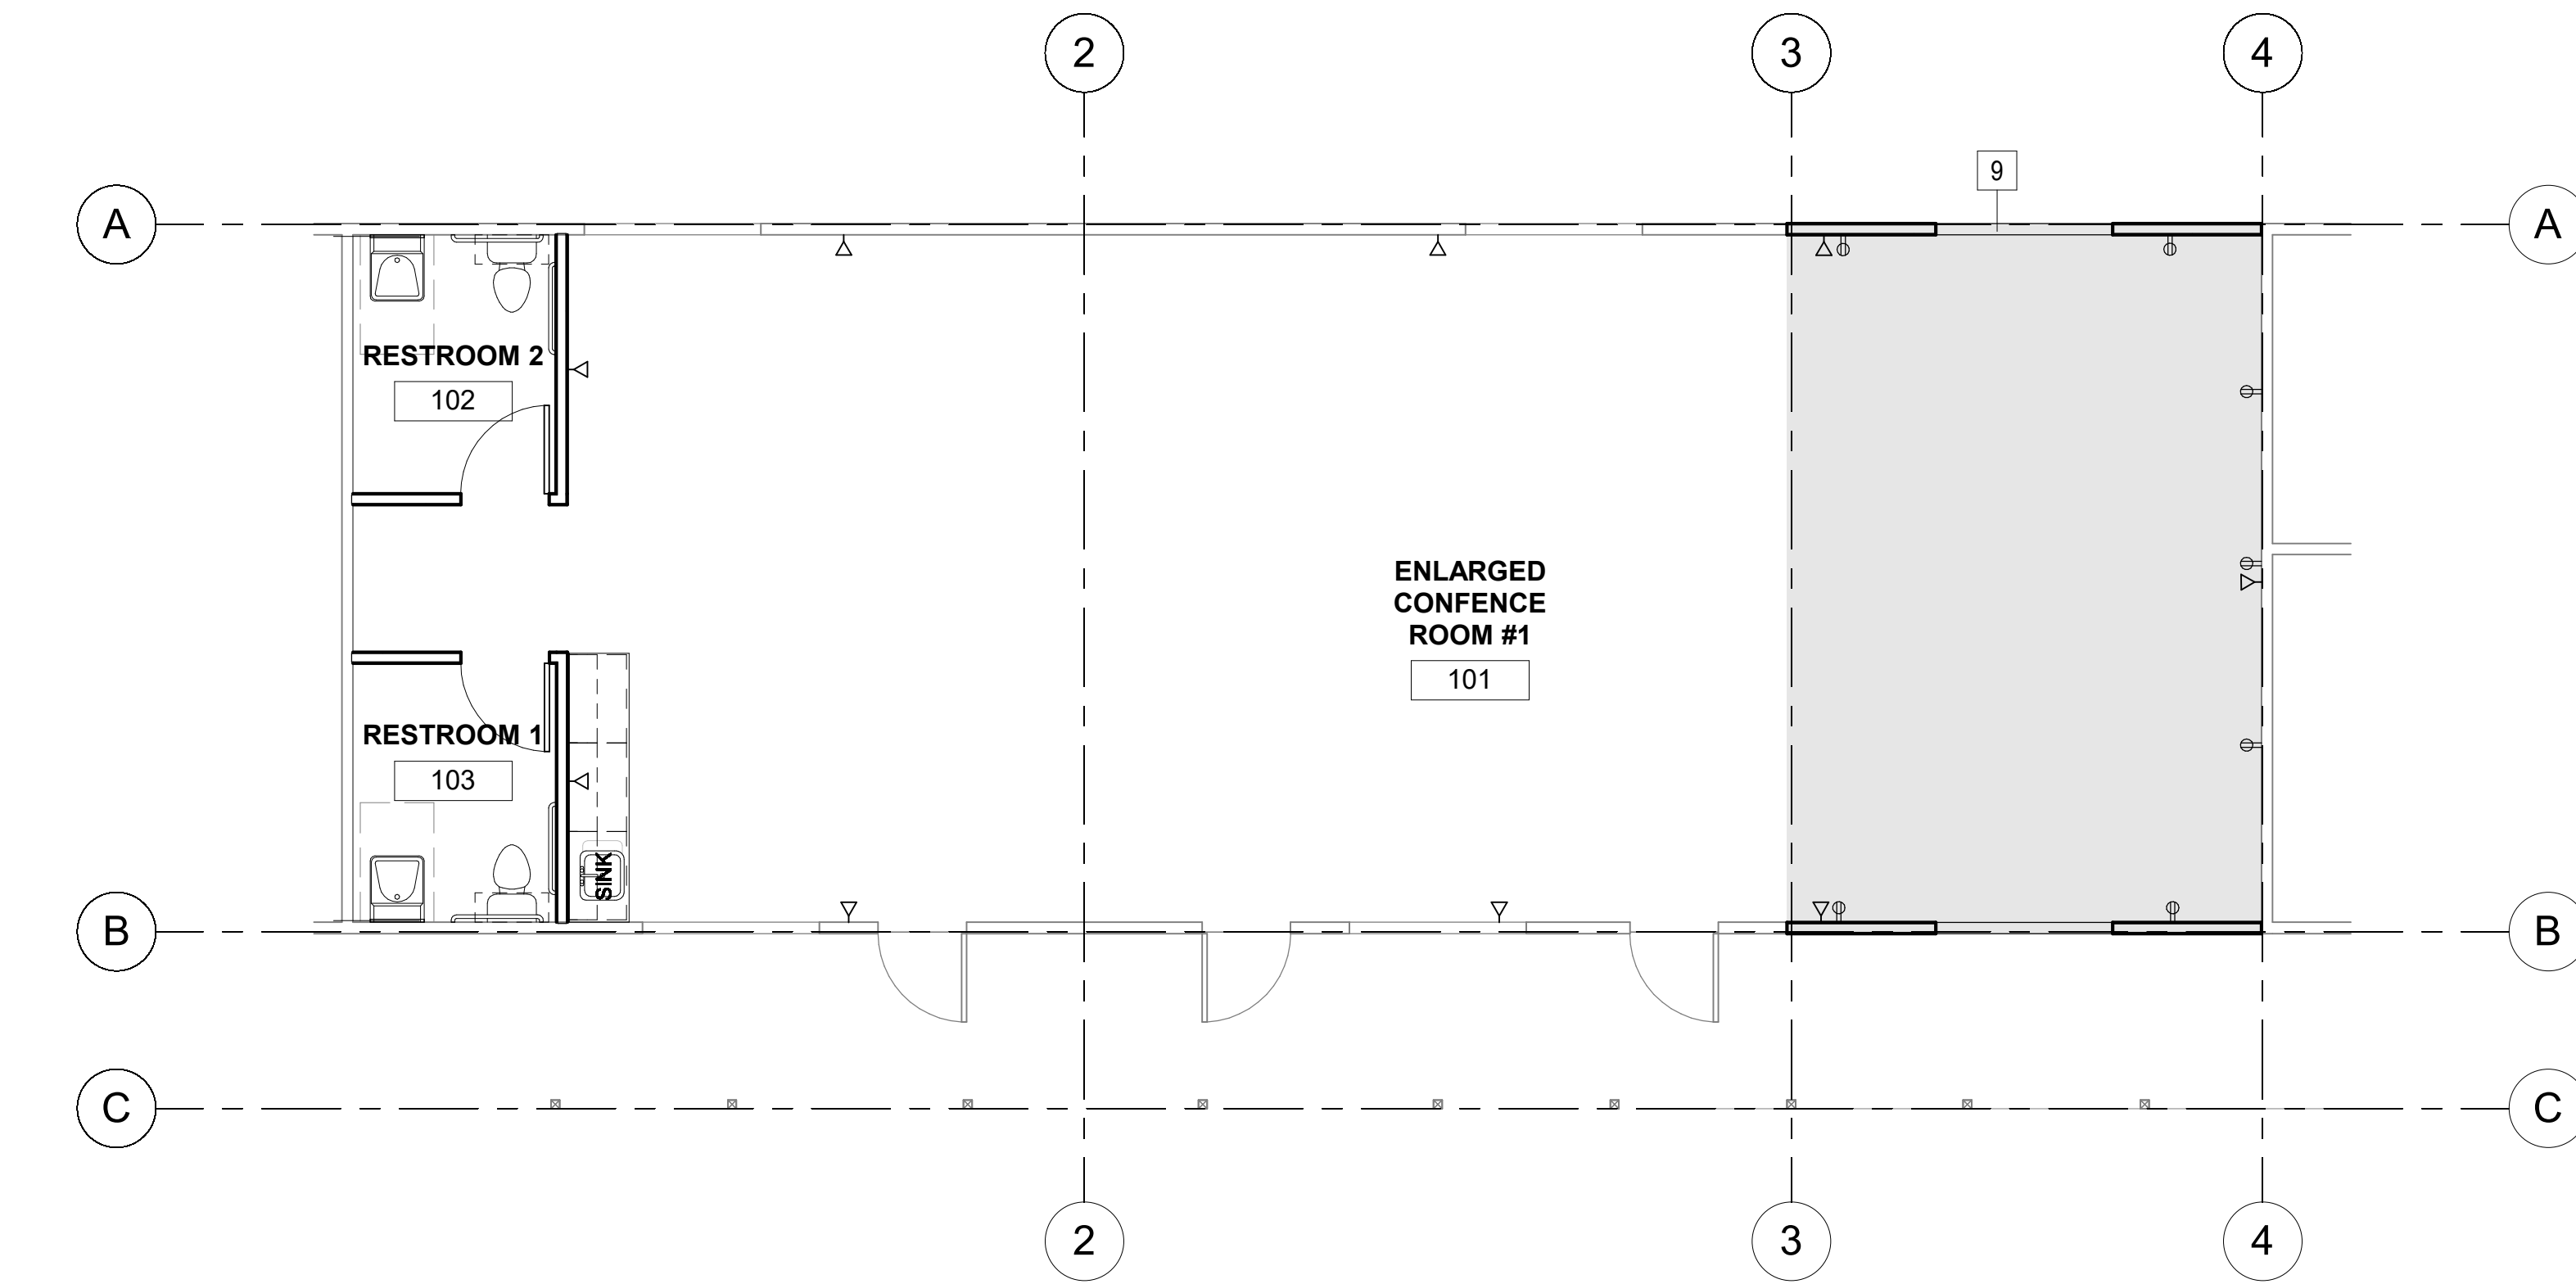 2
3
4
9
A
A
RESTROOM 2
102
ENLARGED
CONFENCE
ROOM #1
101
RESTROOM 1
103
SINK
B
B
C
C
2
3
4